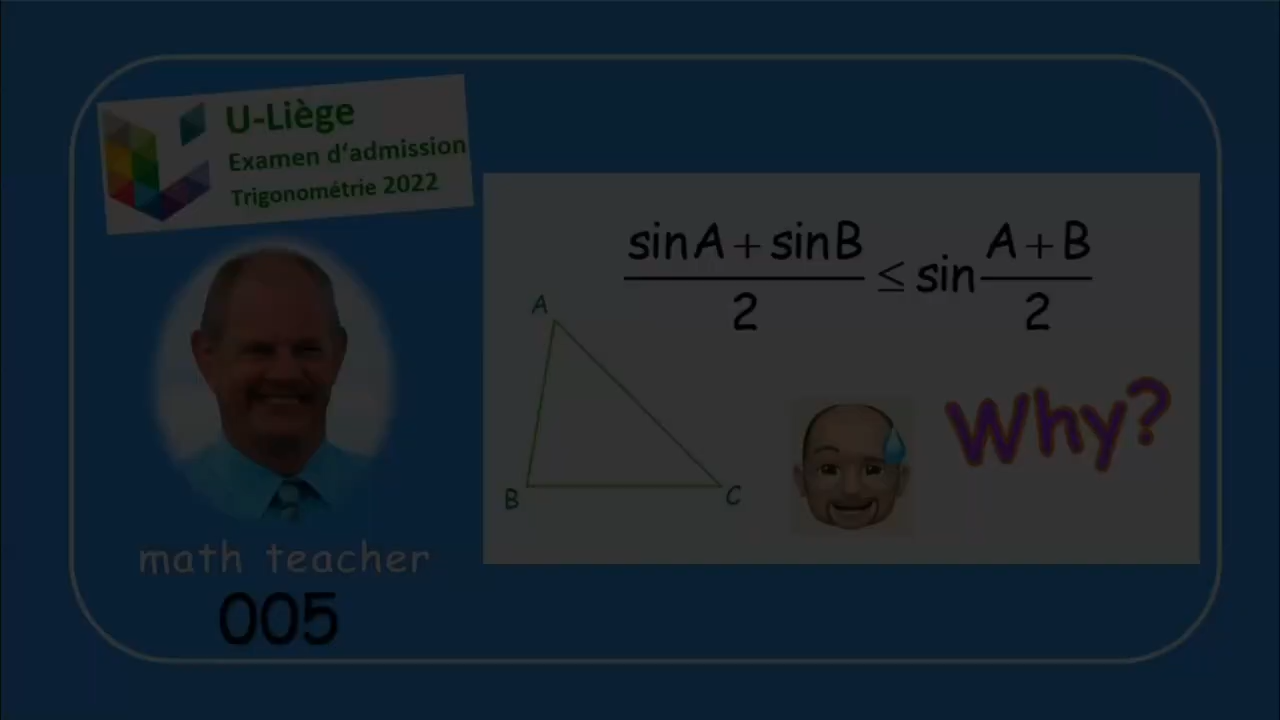 U-Liège
Examen d'admission
Trigonométrie 2022
sinA + sinB / 2 ≤ sin A + B / 2
A
B
C
Why?
math teacher
005